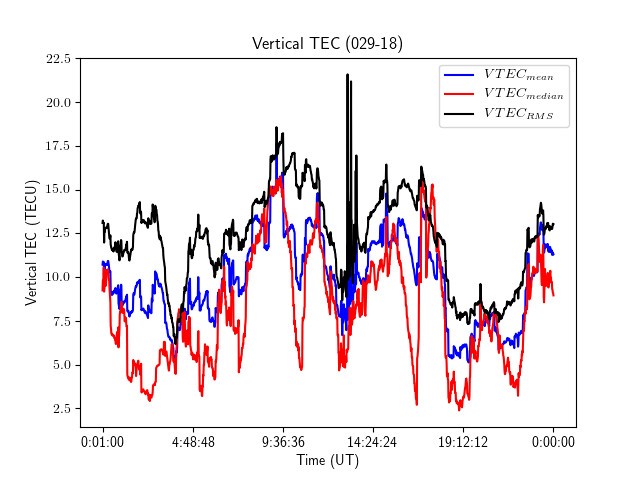 Vertical TEC (029-18)
VTEC_mean
VTEC_median
VTEC_RMS
22.5
20.0
17.5
15.0
12.5
10.0
7.5
5.0
2.5
Vertical TEC (TECU)
0:01:00 4:48:48 9:36:36 14:24:24 19:12:12 0:00:00
Time (UT)